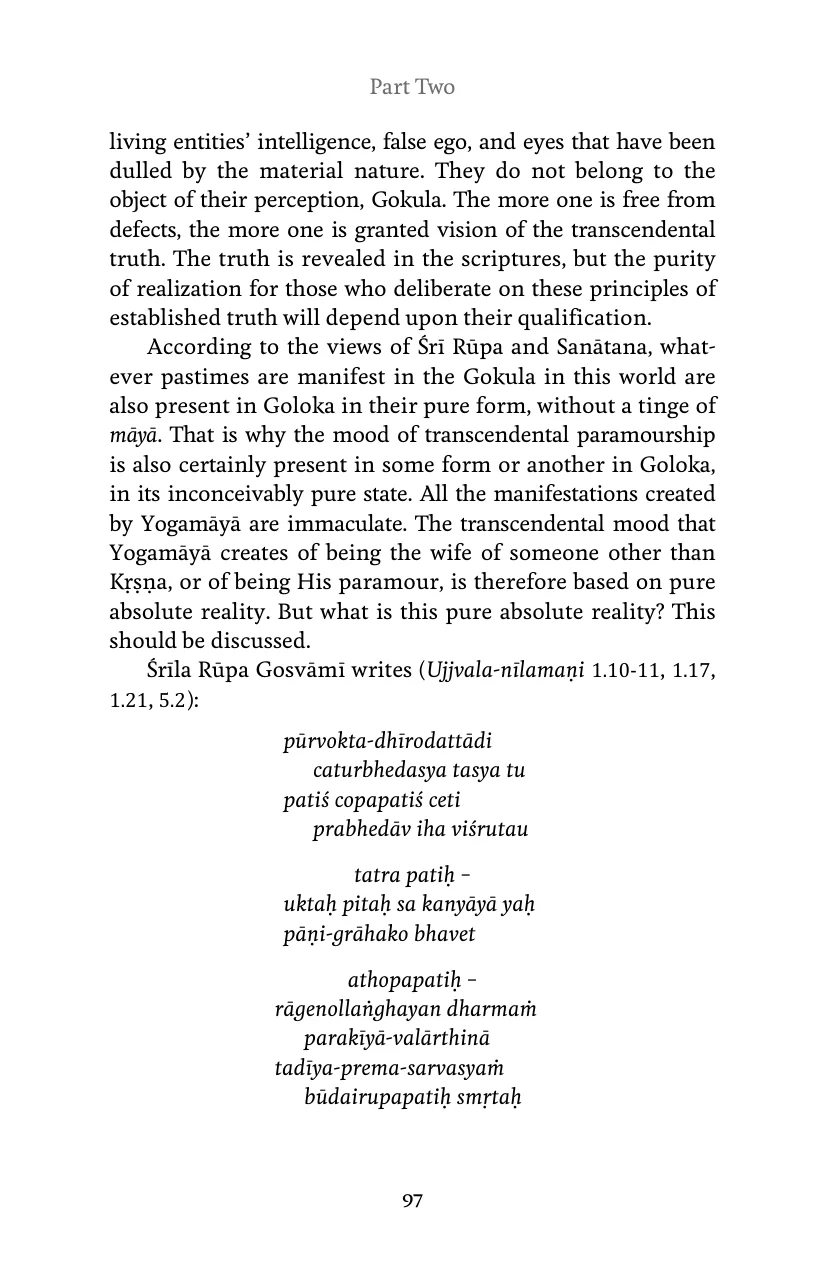 Part Two
living entities’ intelligence, false ego, and eyes that have been
dulled by the material nature. They do not belong to the
object of their perception, Gokula. The more one is free from
defects, the more one is granted vision of the transcendental
truth. The truth is revealed in the scriptures, but the purity
of realization for those who deliberate on these principles of
established truth will depend upon their qualification.
According to the views of Śrī Rūpa and Sanātana, what-
ever pastimes are manifest in the Gokula in this world are
also present in Goloka in their pure form, without a tinge of
māyā. That is why the mood of transcendental paramourship
is also certainly present in some form or another in Goloka,
in its inconceivably pure state. All the manifestations created
by Yogamāyā are immaculate. The transcendental mood that
Yogamāyā creates of being the wife of someone other than
Kṛṣṇa, or of being His paramour, is therefore based on pure
absolute reality. But what is this pure absolute reality? This
should be discussed.
Śrīla Rūpa Gosvāmī writes (Ujjvala-nīlamaṇi 1.10-11, 1.17,
1.21, 5.2):
pūrvokta-dhīrodattādi
caturbhedasya tasya tu
patiś copapatiś ceti
prabhedāv iha viśrutau
tatra patiḥ –
uktaḥ pitaḥ sa kanyāyā yaḥ
pāṇi-grāhako bhavet
athopapatiḥ –
rāgenollaṅghayan dharmaṁ
parakīyā-valārthinā
tadīya-prema-sarvasyaṁ
būdairupapatiḥ smṛtaḥ
97